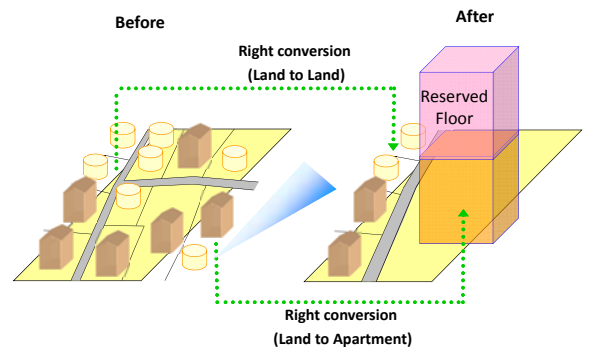 Before
After
Right conversion
(Land to Land)
Reserved
Floor
Right conversion
(Land to Apartment)